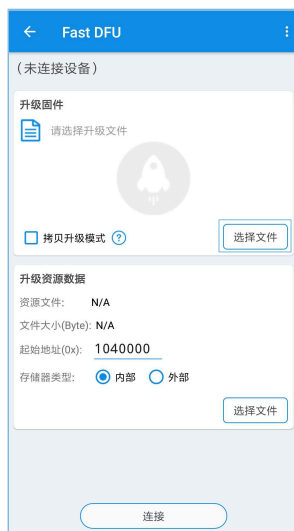 Fast DFU
（未连接设备）
升级固件
请选择升级文件
拷贝升级模式 ?
选择文件
升级资源数据
资源文件: N/A
文件大小(Byte): N/A
起始地址(0x): 1040000
存储器类型: 内部 外部
选择文件
连接